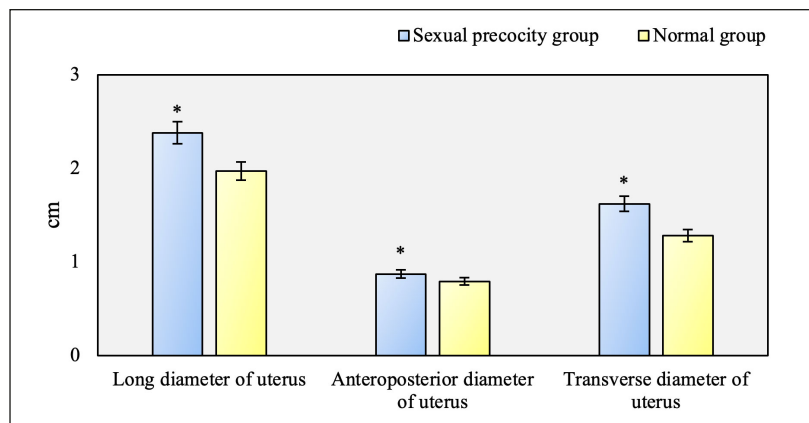 Sexual precocity group Normal group
3
*
*
2
*
cm
1
0
Long diameter of uterus Anteroposterior diameter Transverse diameter of
of uterus uterus